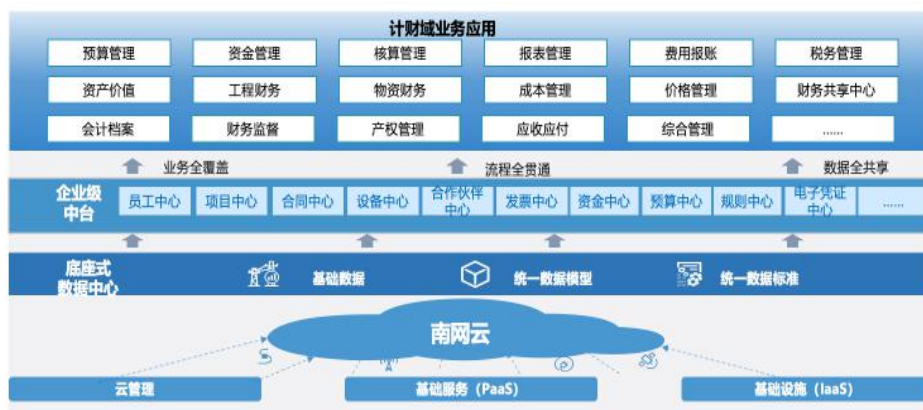 计财域业务应用
预算管理 资金管理 核算管理 报表管理 费用报账 税务管理
资产价值 工程财务 物资财务 成本管理 价格管理 财务共享中心
会计档案 财务监督 产权管理 应收应付 综合管理 ......
业务全覆盖 流程全贯通 数据全共享
企业级
中台
员工中心 项目中心 合同中心 设备中心
合作伙伴
中心
发票中心 资金中心 预算中心 规则中心
电子凭证
中心
......
底座式
数据中心
基础数据 统一数据模型 统一数据标准
南网云
云管理 基础服务（PaaS） 基础设施（IaaS）